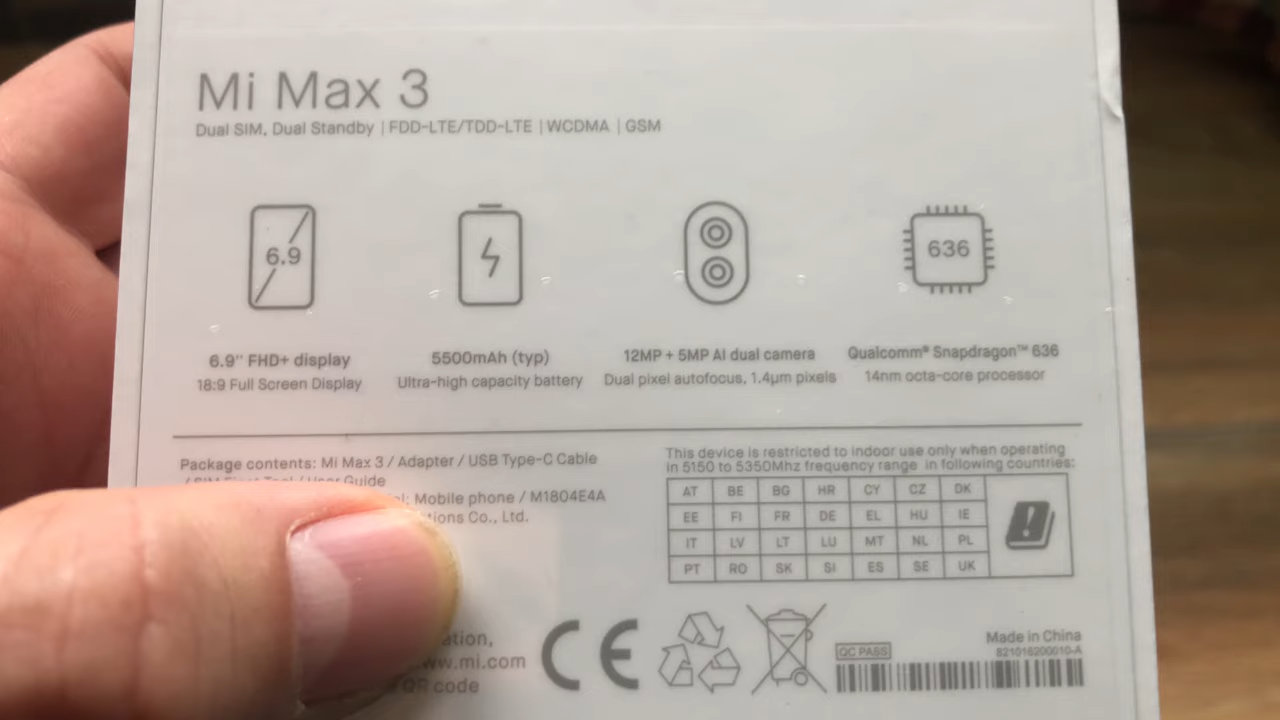 Mi Max 3
Dual SIM, Dual Standby | FDD-LTE/TDD-LTE | WCDMA | GSM
6.9
636
6.9" FHD+ display
18:9 Full Screen Display
5500mAh (typ)
Ultra-high capacity battery
12MP + 5MP AI dual camera
Dual pixel autofocus, 1.4μm pixels
Qualcomm® Snapdragon™ 636
14nm octa-core processor
Package contents: Mi Max 3 / Adapter / USB Type-C Cable
Guide
Mobile phone / M1804E4A
Co., Ltd.
www.mi.com
QR code
This device is restricted to indoor use only when operating
in 5150 to 5350Mhz frequency range in following countries:
AT BE BG HR CY CZ DK
EE FI FR DE EL HU IE
IT LV LT LU MT NL PL
PT RO SK SI ES SE UK
CE
QC PASS
Made in China
821016200010-A